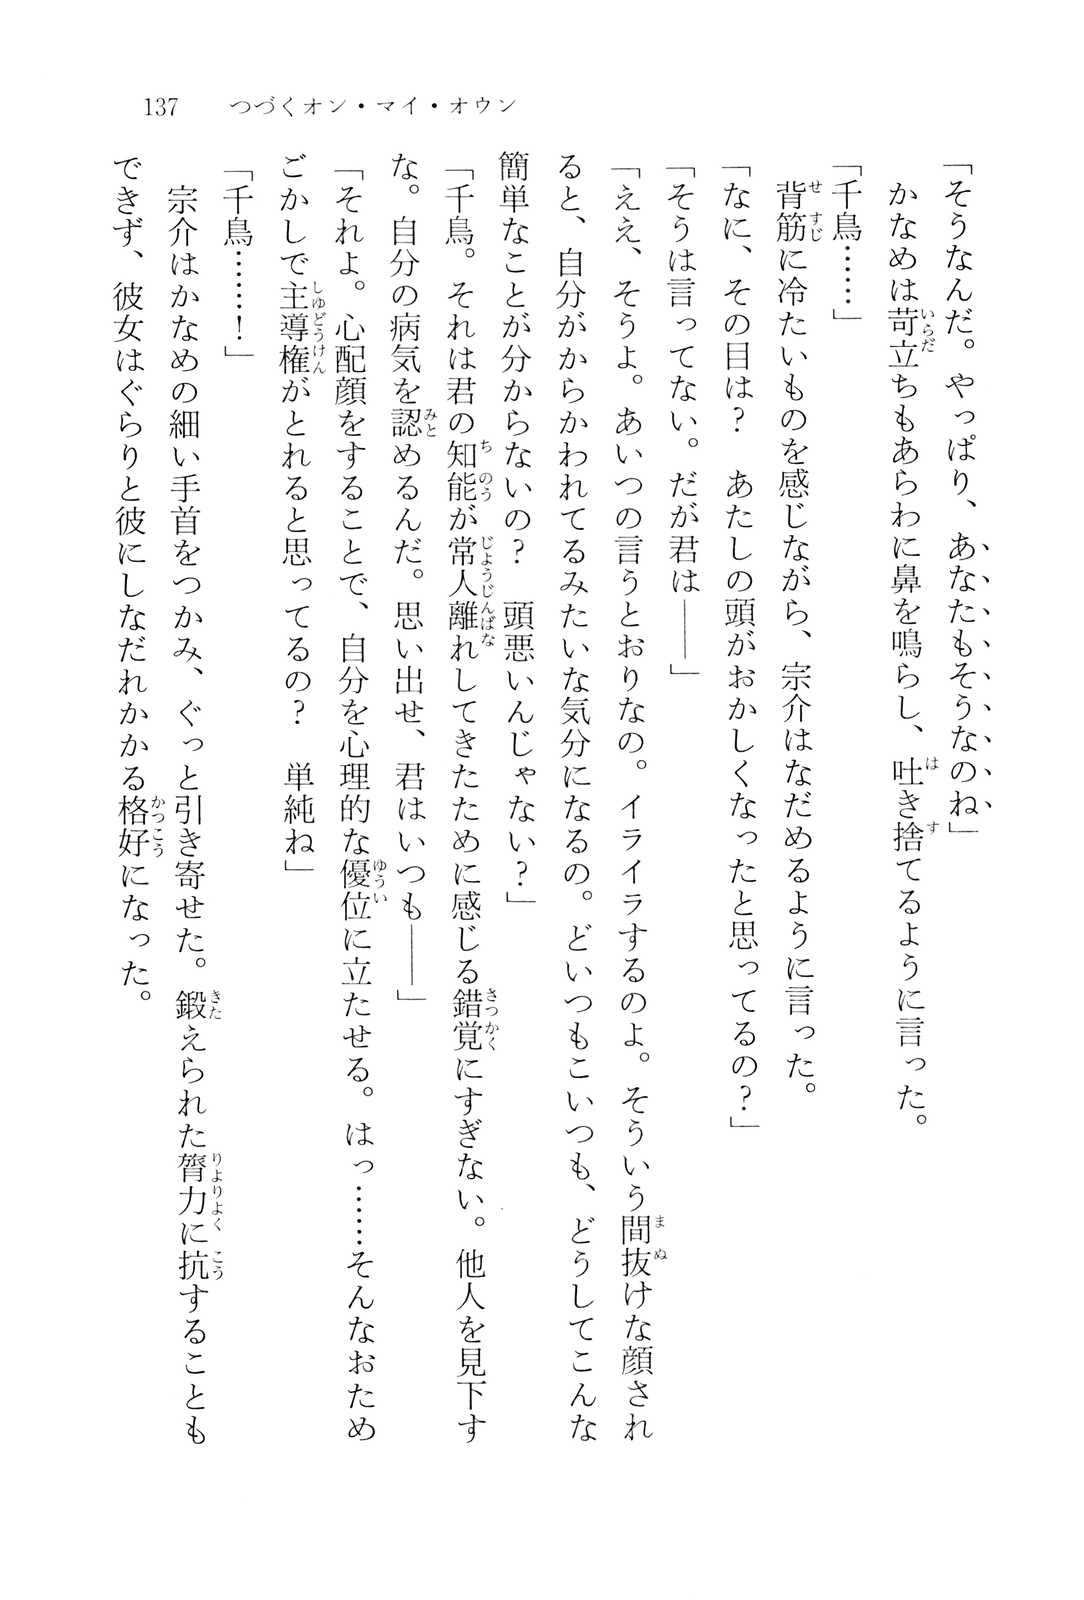 137　つづくオン・マイ・オウン
「そうなんだ。やっぱり、あなたもそうなのね」
　かなめは苛立ちもあらわに鼻を鳴らし、吐き捨てるように言った。
「千鳥……」
　背筋に冷たいものを感じながら、宗介はなだめるように言った。
「なに、その目は？　あたしの頭がおかしくなったと思ってるの？」
「そうは言ってない。だが君は――」
「ええ、そうよ。あいつの言うとおりなの。イライラするのよ。そういう間抜けな顔され
ると、自分がからかわれてるみたいな気分になるの。どいつもこいつも、どうしてこんな
簡単なことが分からないの？　頭悪いんじゃない？」
「千鳥。それは君の知能が常人離れしてきたために感じる錯覚にすぎない。他人を見下す
な。自分の病気を認めるんだ。思い出せ、君はいつも――」
「それよ。心配顔をすることで、自分を心理的な優位に立たせる。はっ……そんなおため
ごかしで主導権がとれると思ってるの？　単純ね」
「千鳥……！」
　宗介はかなめの細い手首をつかみ、ぐっと引き寄せた。鍛えられた膂力に抗することも
できず、彼女はぐらりと彼にしなだれかかる格好になった。